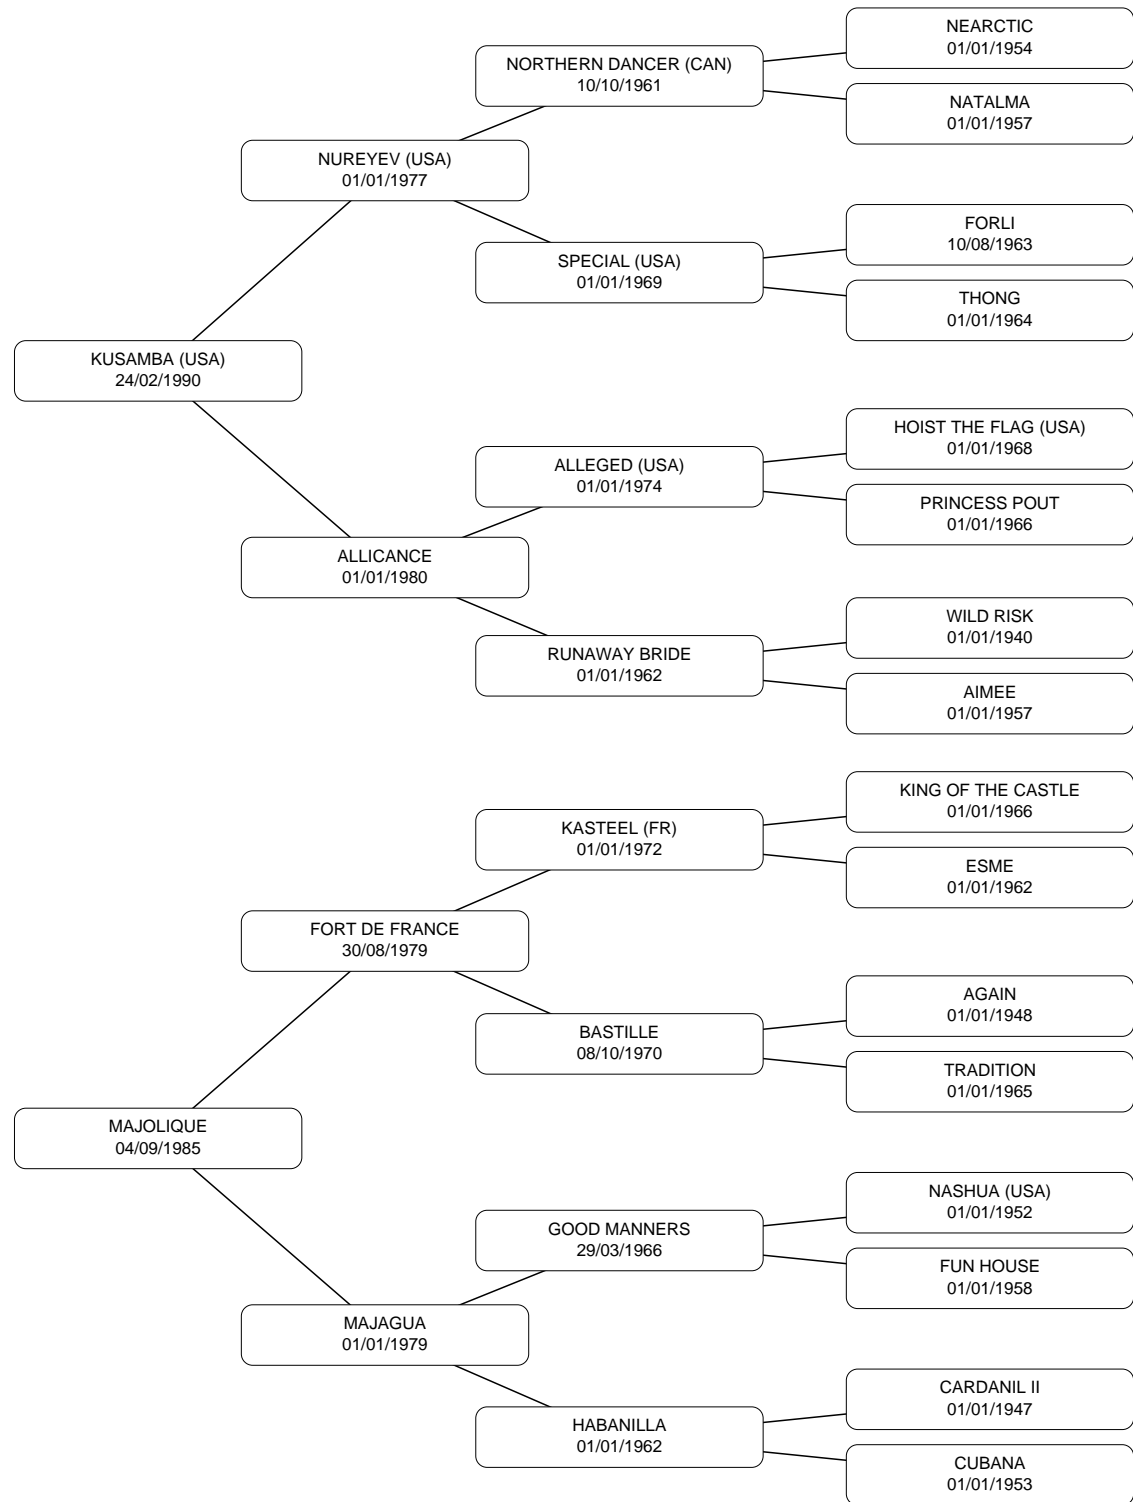 NEARCTIC
01/01/1954
NORTHERN DANCER (CAN)
10/10/1961
NATALMA
01/01/1957
NUREYEV (USA)
01/01/1977
FORLI
10/08/1963
SPECIAL (USA)
01/01/1969
THONG
01/01/1964
KUSAMBA (USA)
24/02/1990
HOIST THE FLAG (USA)
01/01/1968
ALLEGED (USA)
01/01/1974
PRINCESS POUT
01/01/1966
ALLICANCE
01/01/1980
WILD RISK
01/01/1940
RUNAWAY BRIDE
01/01/1962
AIMEE
01/01/1957
KING OF THE CASTLE
01/01/1966
KASTEEL (FR)
01/01/1972
ESME
01/01/1962
FORT DE FRANCE
30/08/1979
AGAIN
01/01/1948
BASTILLE
08/10/1970
TRADITION
01/01/1965
MAJOLIQUE
04/09/1985
NASHUA (USA)
01/01/1952
GOOD MANNERS
29/03/1966
FUN HOUSE
01/01/1958
MAJAGUA
01/01/1979
CARDANIL II
01/01/1947
HABANILLA
01/01/1962
CUBANA
01/01/1953